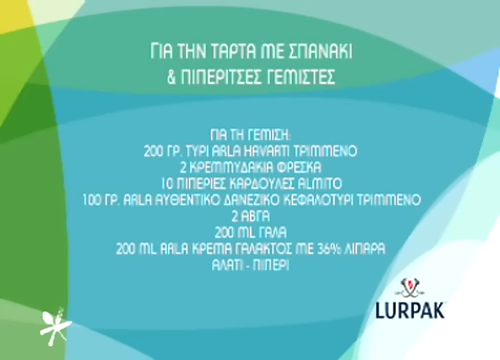 ΓΙΑ ΤΗΝ ΤΑΡΤΑ ΜΕ ΣΠΑΝΑΚΙ
& ΠΙΠΕΡΙΤΣΕΣ ΓΕΜΙΣΤΕΣ
ΓΙΑ ΤΗ ΓΕΜΙΣΗ:
200 ΓΡ. ΤΥΡΙ ARLA HAVARTI ΤΡΙΜΜΕΝΟ
2 ΚΡΕΜΜΥΔΑΚΙΑ ΦΡΕΣΚΑ
10 ΠΙΠΕΡΙΕΣ ΚΑΡΔΟΥΛΕΣ ALMITO
100 ΓΡ. ARLA ΑΥΘΕΝΤΙΚΟ ΔΑΝΕΖΙΚΟ ΚΕΦΑΛΟΤΥΡΙ ΤΡΙΜΜΕΝΟ
2 ΑΒΓΑ
200 ML ΓΑΛΑ
200 ML ARLA ΚΡΕΜΑ ΓΑΛΑΚΤΟΣ ΜΕ 36% ΛΙΠΑΡΑ
ΑΛΑΤΙ - ΠΙΠΕΡΙ
LURPAK